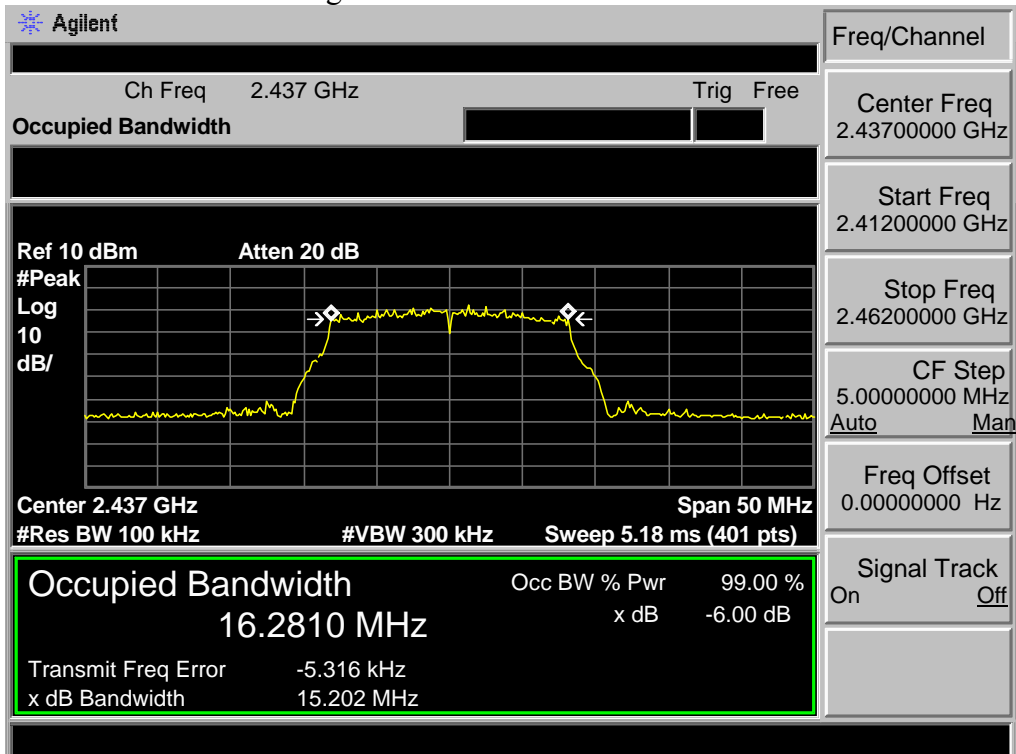 Agilent
Freq/Channel
Ch Freq 2.437 GHz Trig Free
Occupied Bandwidth
Center Freq
2.43700000 GHz
Start Freq
2.41200000 GHz
Stop Freq
2.46200000 GHz
CF Step
5.00000000 MHz
Auto Man
Freq Offset
0.00000000 Hz
Signal Track
On Off
Ref 10 dBm Atten 20 dB
#Peak
Log
10
dB/
Center 2.437 GHz Span 50 MHz
#Res BW 100 kHz #VBW 300 kHz Sweep 5.18 ms (401 pts)
Occupied Bandwidth Occ BW % Pwr 99.00 %
16.2810 MHz x dB -6.00 dB
Transmit Freq Error -5.316 kHz
x dB Bandwidth 15.202 MHz